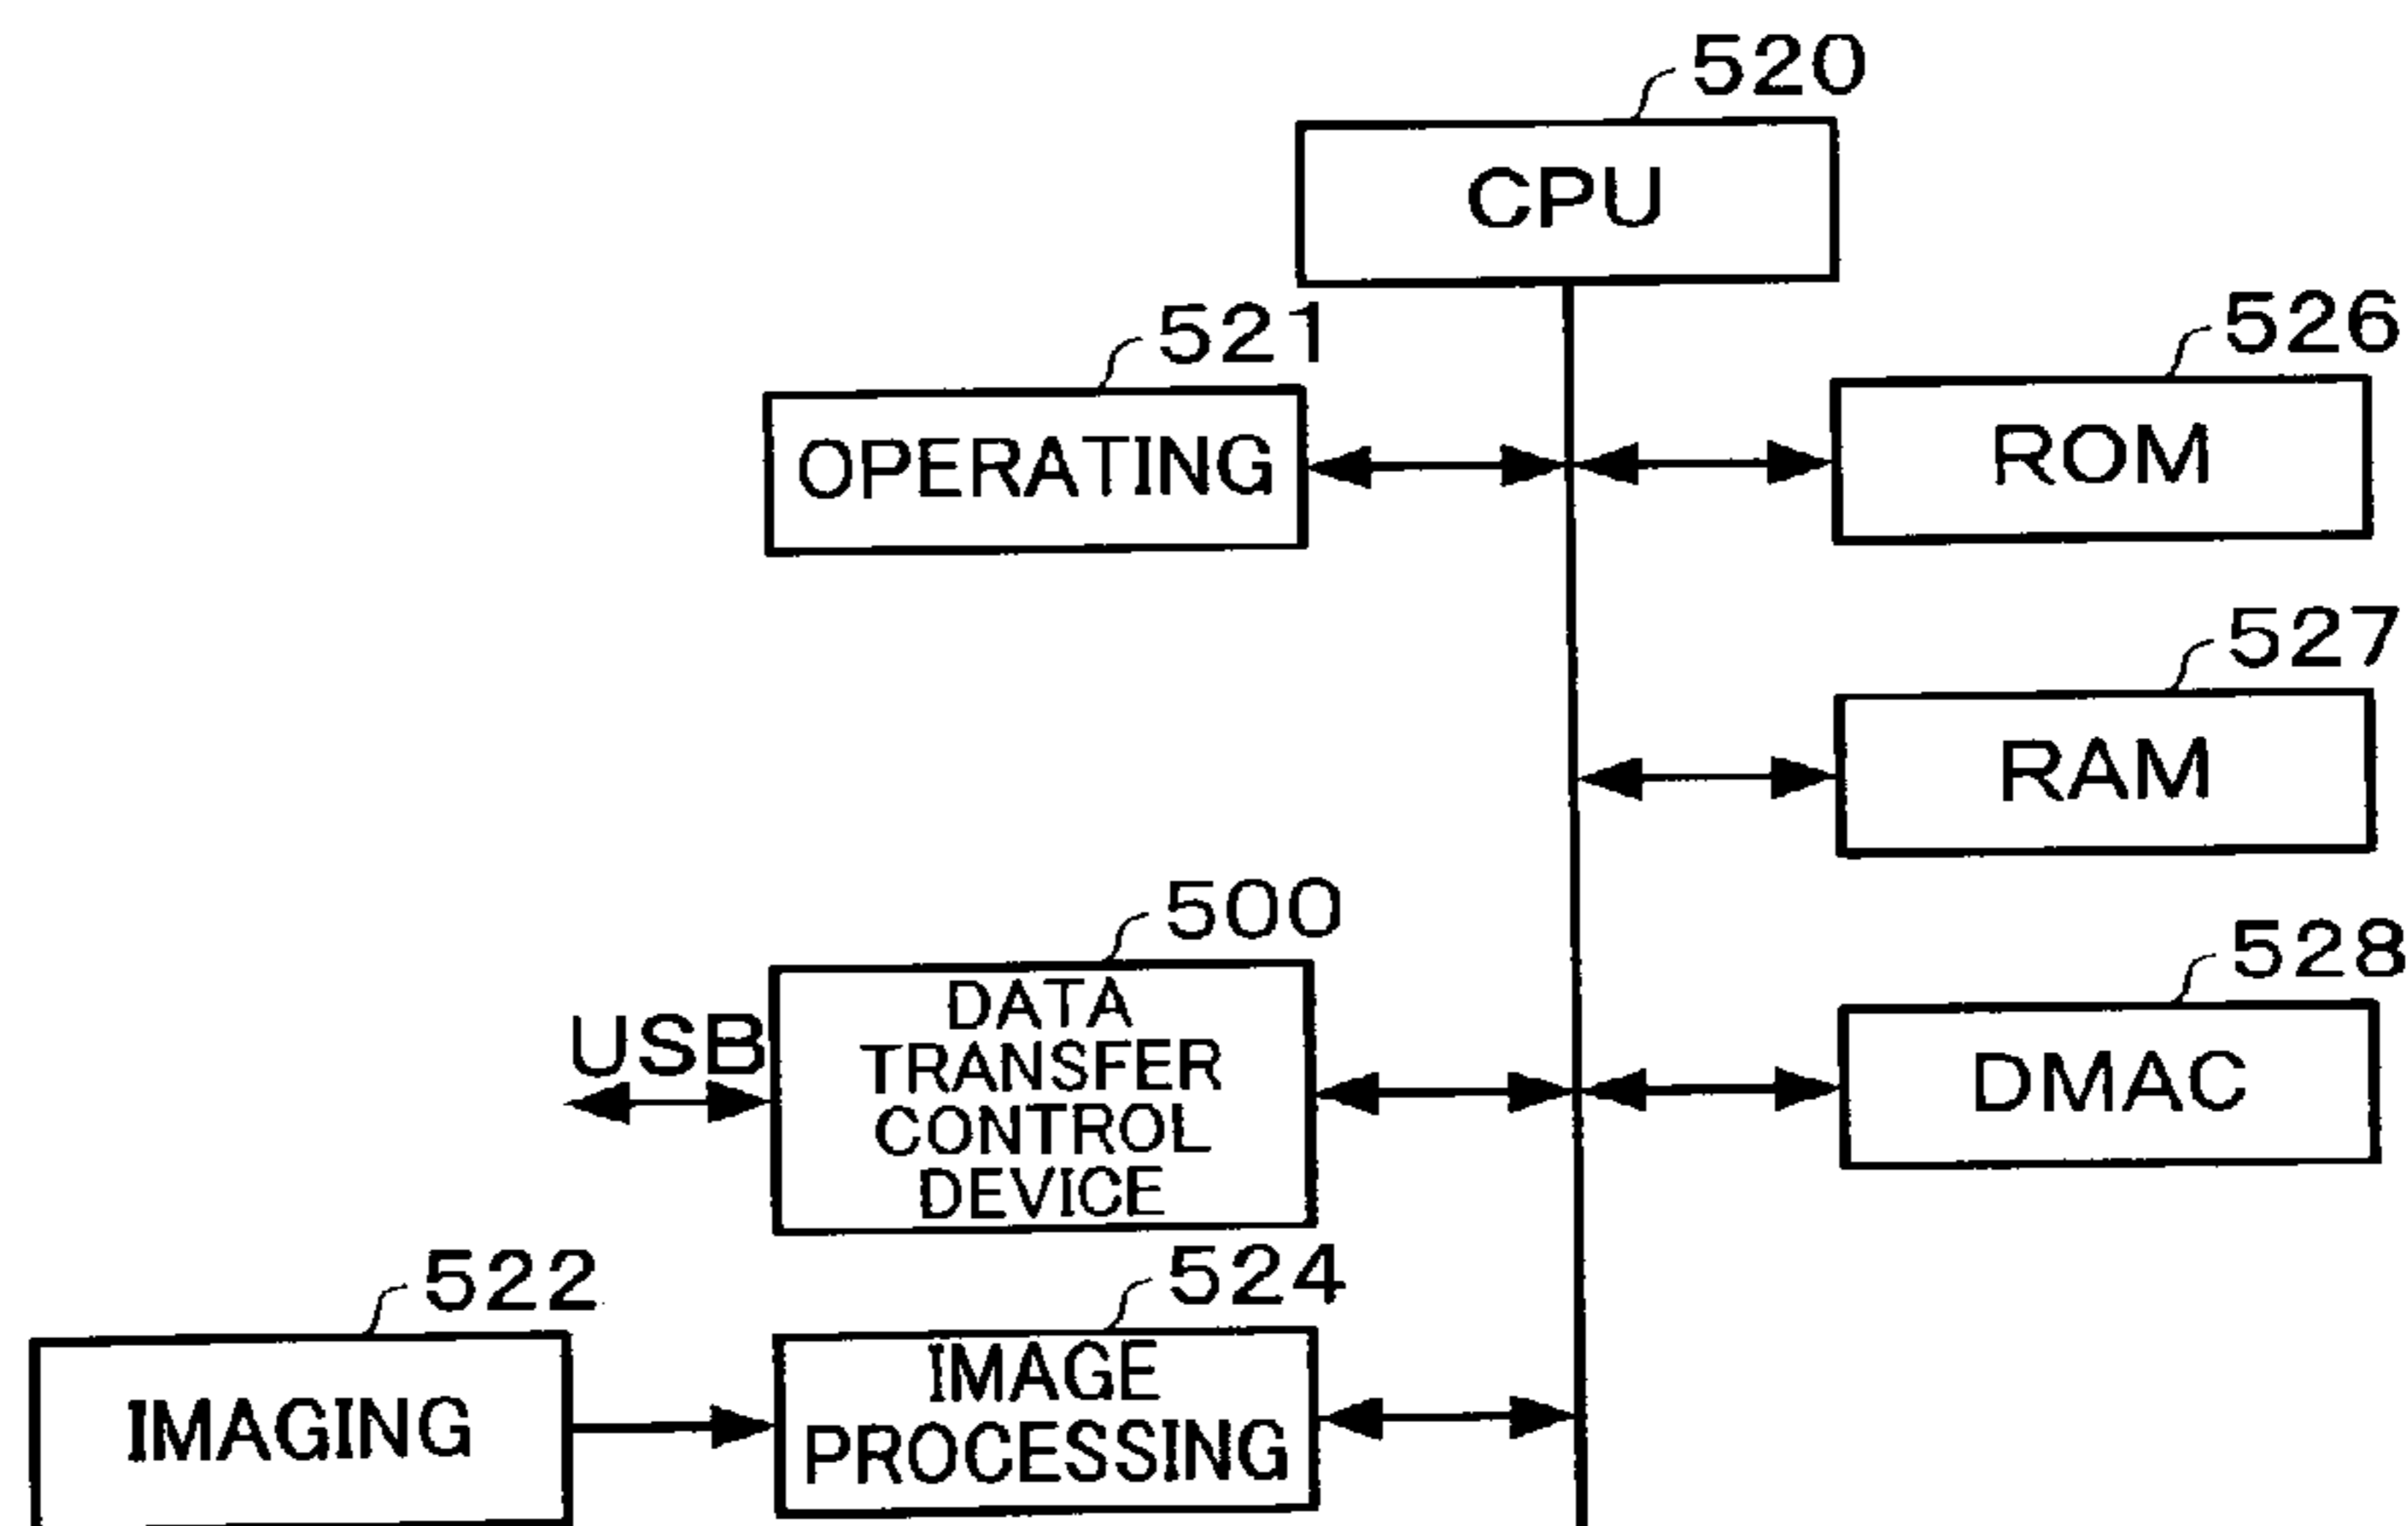 520
CPU
521
OPERATING
526
ROM
527
RAM
500
DATA
TRANSFER
CONTROL
DEVICE
USB
528
DMAC
522
IMAGING
524
IMAGE
PROCESSING